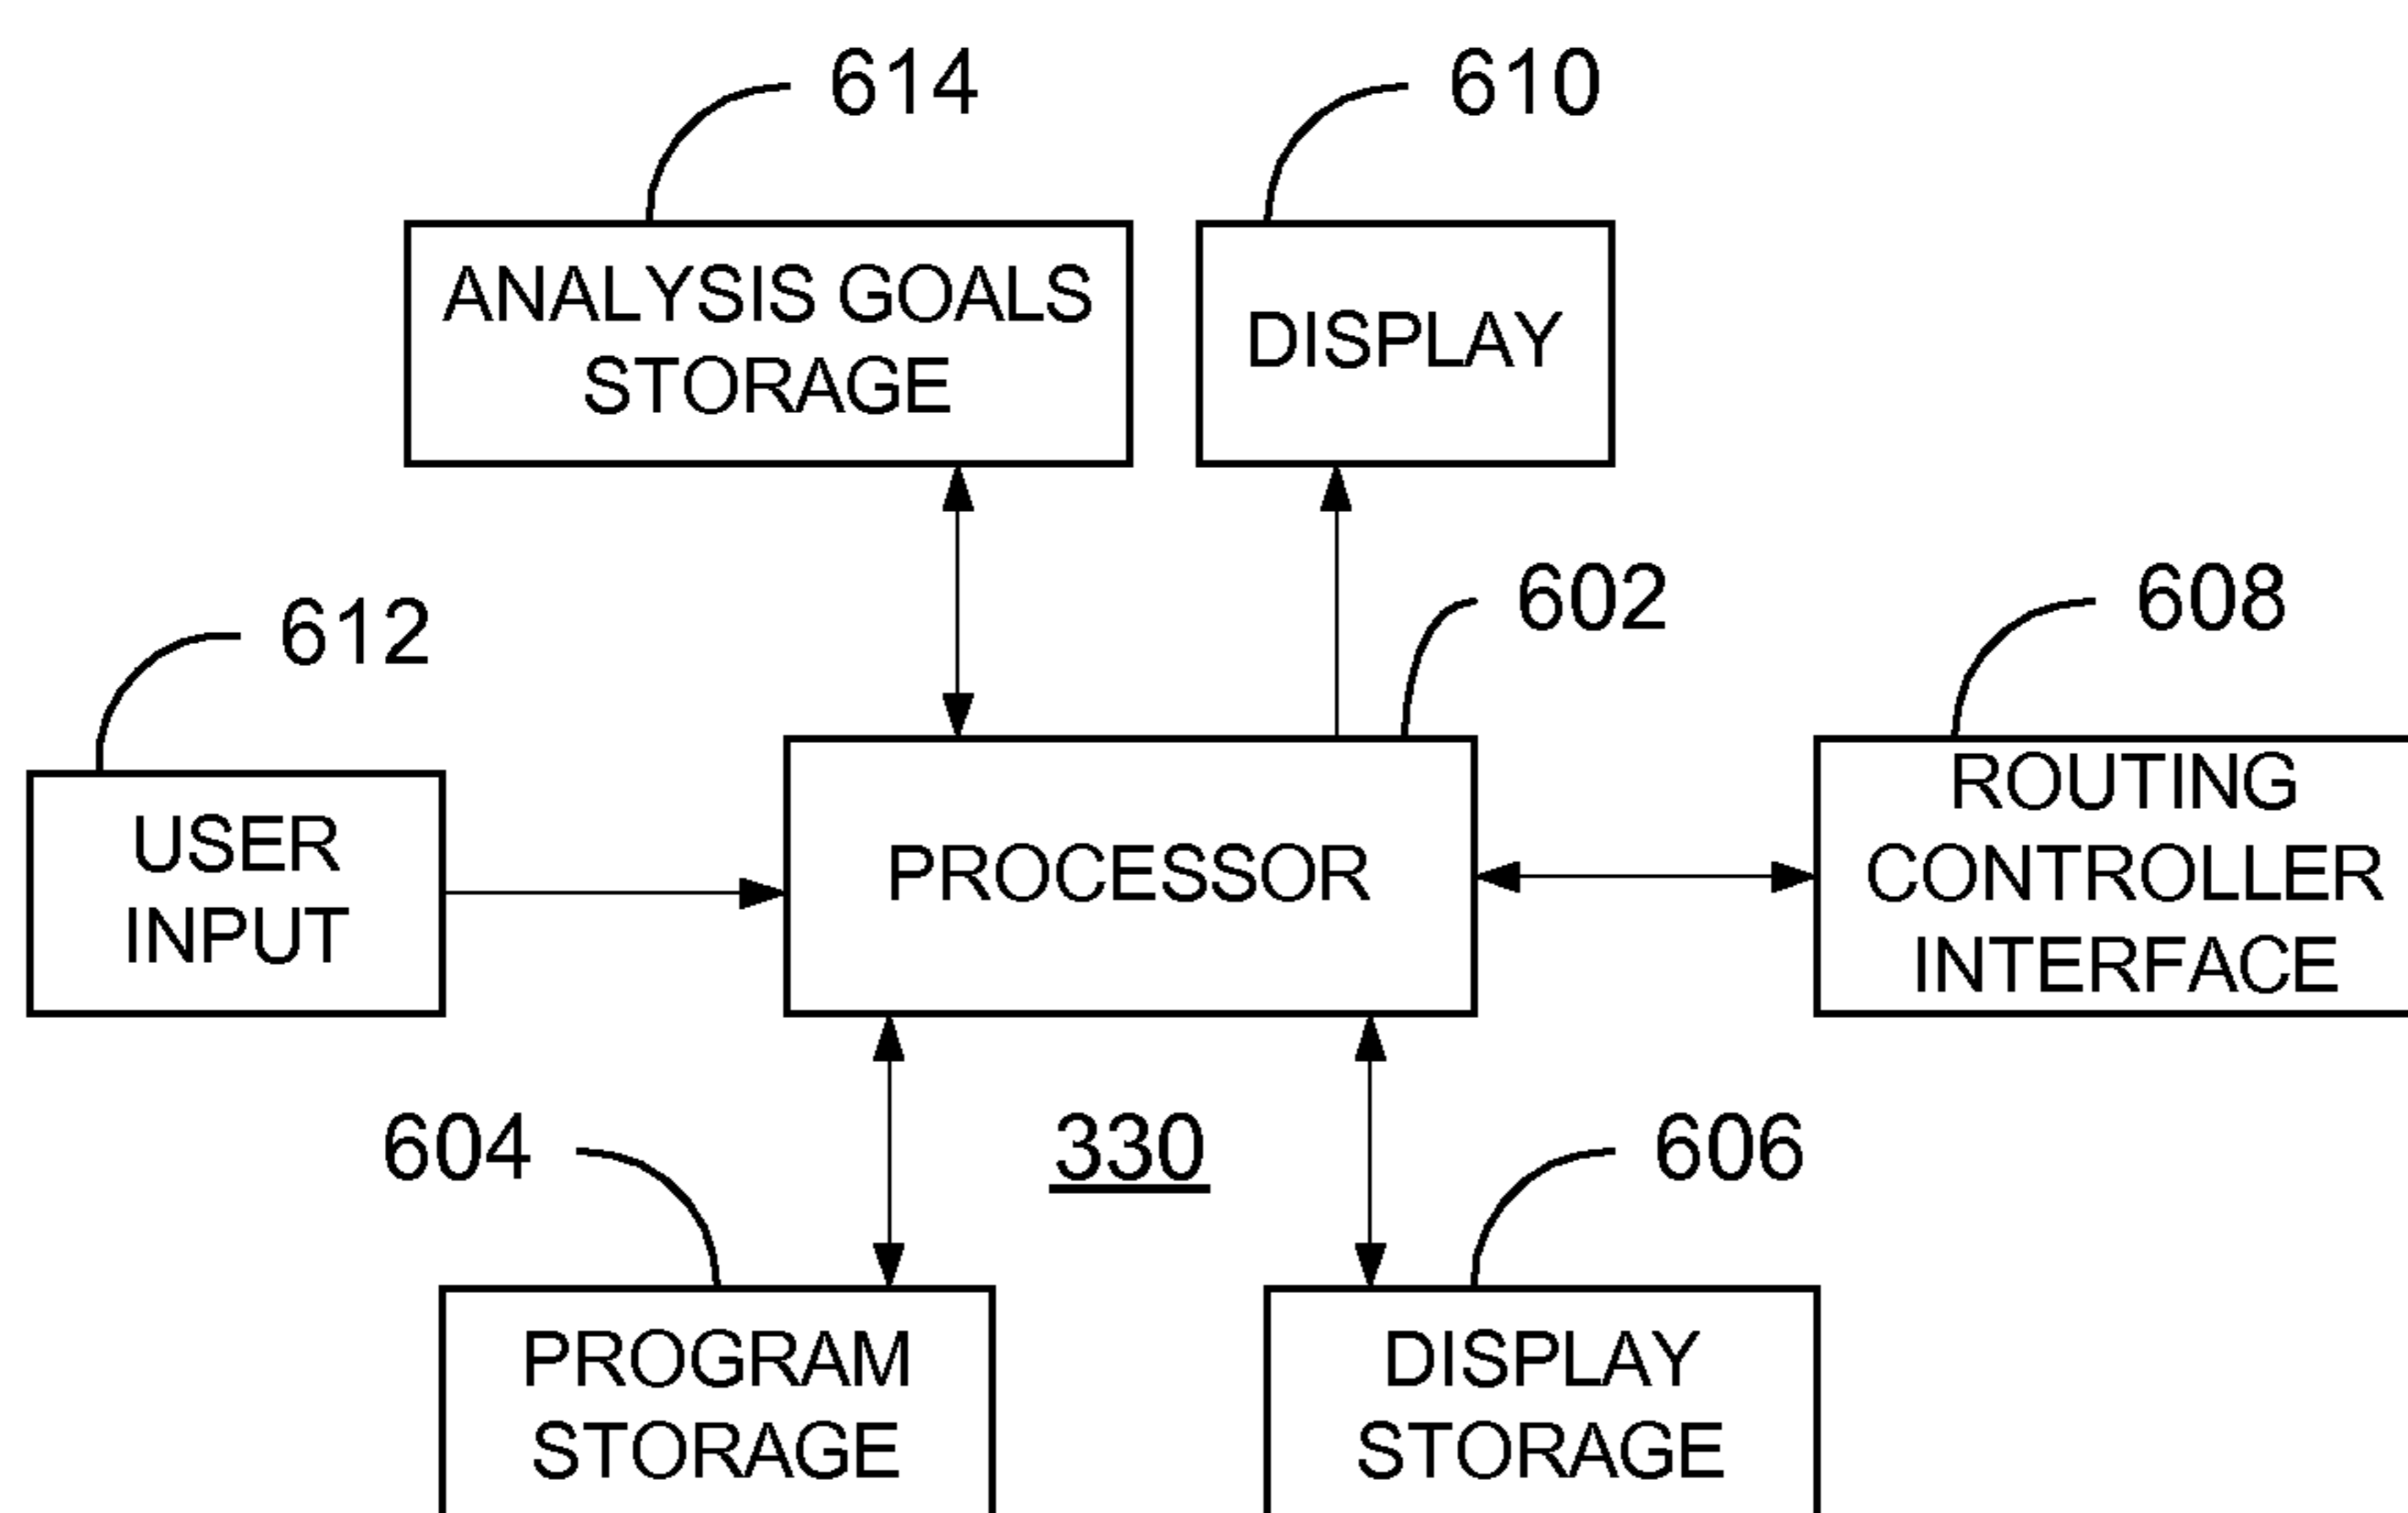 614
610
ANALYSIS GOALS
STORAGE
DISPLAY
612
602
608
USER
INPUT
PROCESSOR
ROUTING
CONTROLLER
INTERFACE
604
330
606
PROGRAM
STORAGE
DISPLAY
STORAGE